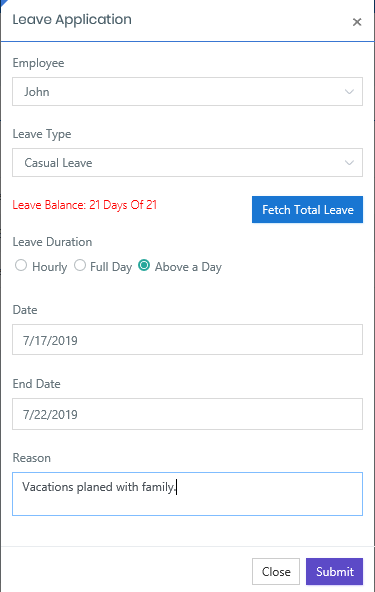 Leave Application ×
Employee
John
Leave Type
Casual Leave
Leave Balance: 21 Days Of 21 Fetch Total Leave
Leave Duration
Hourly Full Day Above a Day
Date
7/17/2019
End Date
7/22/2019
Reason
Vacations planed with family.
Close Submit